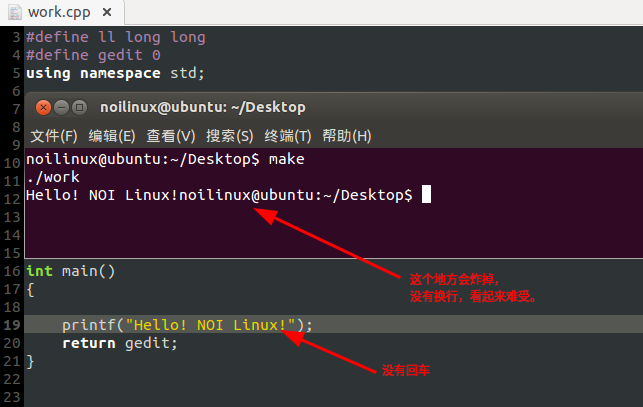 work.cpp ×
3 #define ll long long
4 #define gedit 0
5 using namespace std;
6
7 noilinux@ubuntu: ~/Desktop
8
9 文件(F) 编辑(E) 查看(V) 搜索(S) 终端(T) 帮助(H)
10 noilinux@ubuntu:~/Desktop$ make
11 ./work
12 Hello! NOI Linux!noilinux@ubuntu:~/Desktop$
13
14
15
这个地方会炸掉，
没有换行，看起来难受。
16 int main()
17 {
18
19 printf("Hello! NOI Linux!");
20 return gedit;
21 }
没有回车
22
23